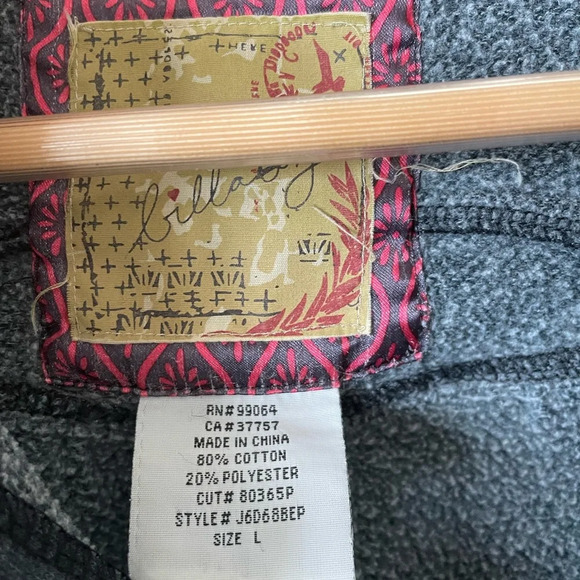 HERE
billabong
RN# 99064
CA# 37757
MADE IN CHINA
80% COTTON
20% POLYESTER
CUT# 80365P
STYLE# J6D68BEP
SIZE L